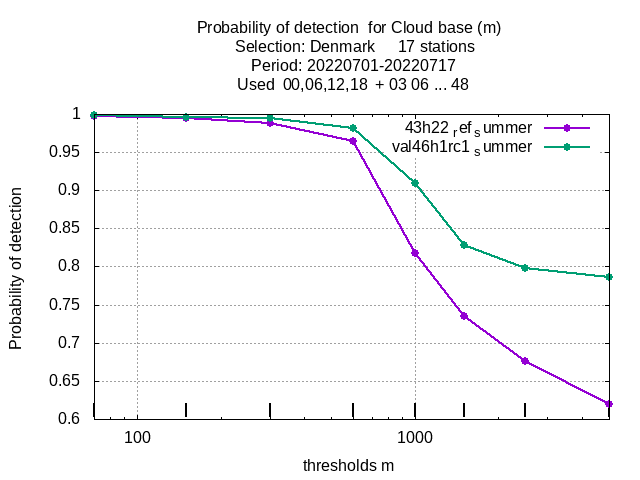 Probability of detection for Cloud base (m)
Selection: Denmark 17 stations
Period: 20220701-20220717
Used 00,06,12,18 + 03 06 ... 48
43h22 ref summer
val46h1rc1 summer
1
0.95
0.9
0.85
0.8
0.75
0.7
0.65
0.6
Probability of detection
100
1000
thresholds m